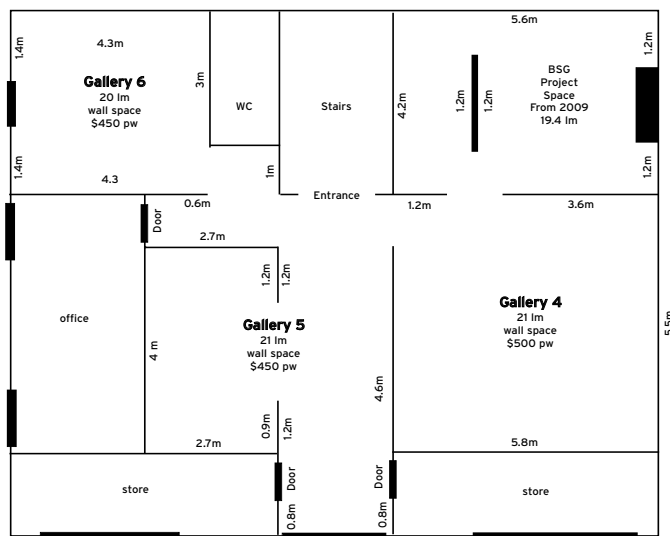 5.6m
1.4m
4.3m
1.2m
Gallery 6
20 lm
wall space
$450 pw
3m
WC
Stairs
4.2m
1.2m
1.2m
BSG
Project
Space
From 2009
19.4 lm
1.4m
4.3
1m
1.2m
0.6m
Entrance
1.2m
3.6m
Door
2.7m
1.2m
1.2m
office
4 m
Gallery 5
21 lm
wall space
$450 pw
Gallery 4
21 lm
wall space
$500 pw
5.5m
4.6m
0.9m
1.2m
2.7m
5.8m
store
Door
0.8m
Door
0.8m
store